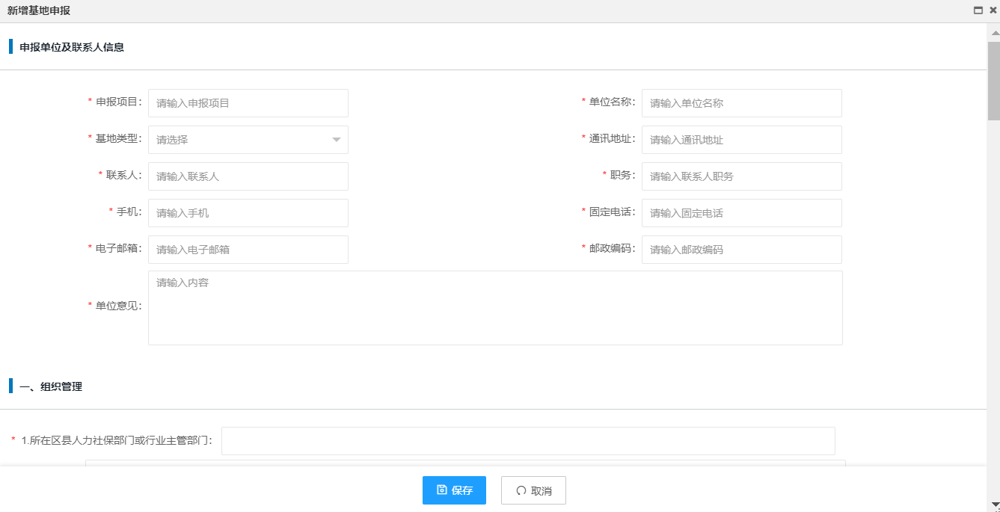 新增基地申报
申报单位及联系人信息
* 申报项目： 请输入申报项目 * 单位名称： 请输入单位名称
* 基地类型： 请选择 * 通讯地址： 请输入通讯地址
* 联系人： 请输入联系人 * 职务： 请输入联系人职务
* 手机： 请输入手机 * 固定电话： 请输入固定电话
* 电子邮箱： 请输入电子邮箱 * 邮政编码： 请输入邮政编码
* 单位意见： 请输入内容
一、组织管理
* 1.所在区县人力社保部门或行业主管部门：
保存 取消